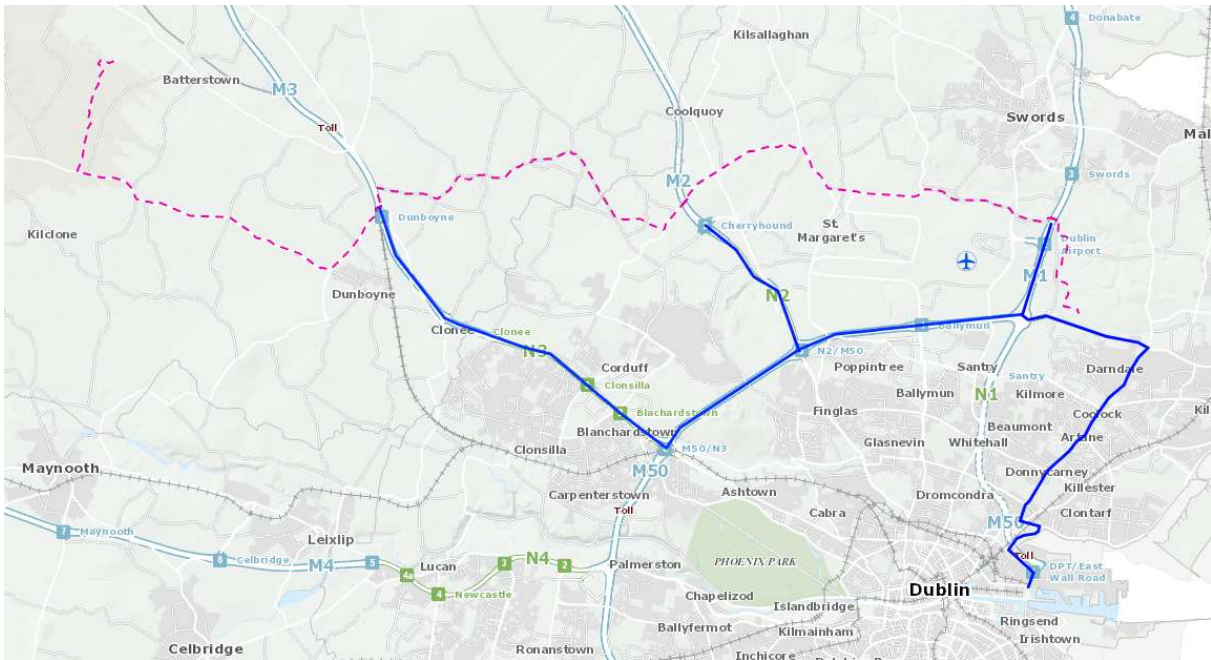 4 Donabate
Kilsallaghan
Batterstown
M3
Coolquoy
Toll
Swords
M2
3 Swords
Dunboyne
Cherryhound
St.
Margaret's
Kilclone
Dublin
Airport
M1
Dunboyne
N2
Clonee
Clonee
Ballymun
N3
N2/M50
Corduff
Poppintree
Santry
Darndale
Clonsilla
Santry
Ballymun
N1
Kilmore
Blachardstown
Finglas
Coolock
Beaumont
Blanchardstown
Artane
Glasnevin
Whitehall
Clonsilla
M50/N3
Maynooth
M50
Donnycarney
Ashtown
Killester
Carpenterstown
Dromcondra
Toll
Cabra
Clontarf
M50
7 Maynooth
Leixlip
6 Celbridge
M4
5
Lucan
3
N4
2
Palmerston
PHOENIX PARK
Toll
DPT/East
Wall Road
4a
4 Newcastle
Dublin
Chapelizod
Islandbridge
Ringsend
Ballyfermot
Kilmainham
Irishtown
Celbridge
Ronanstown
Inchicore